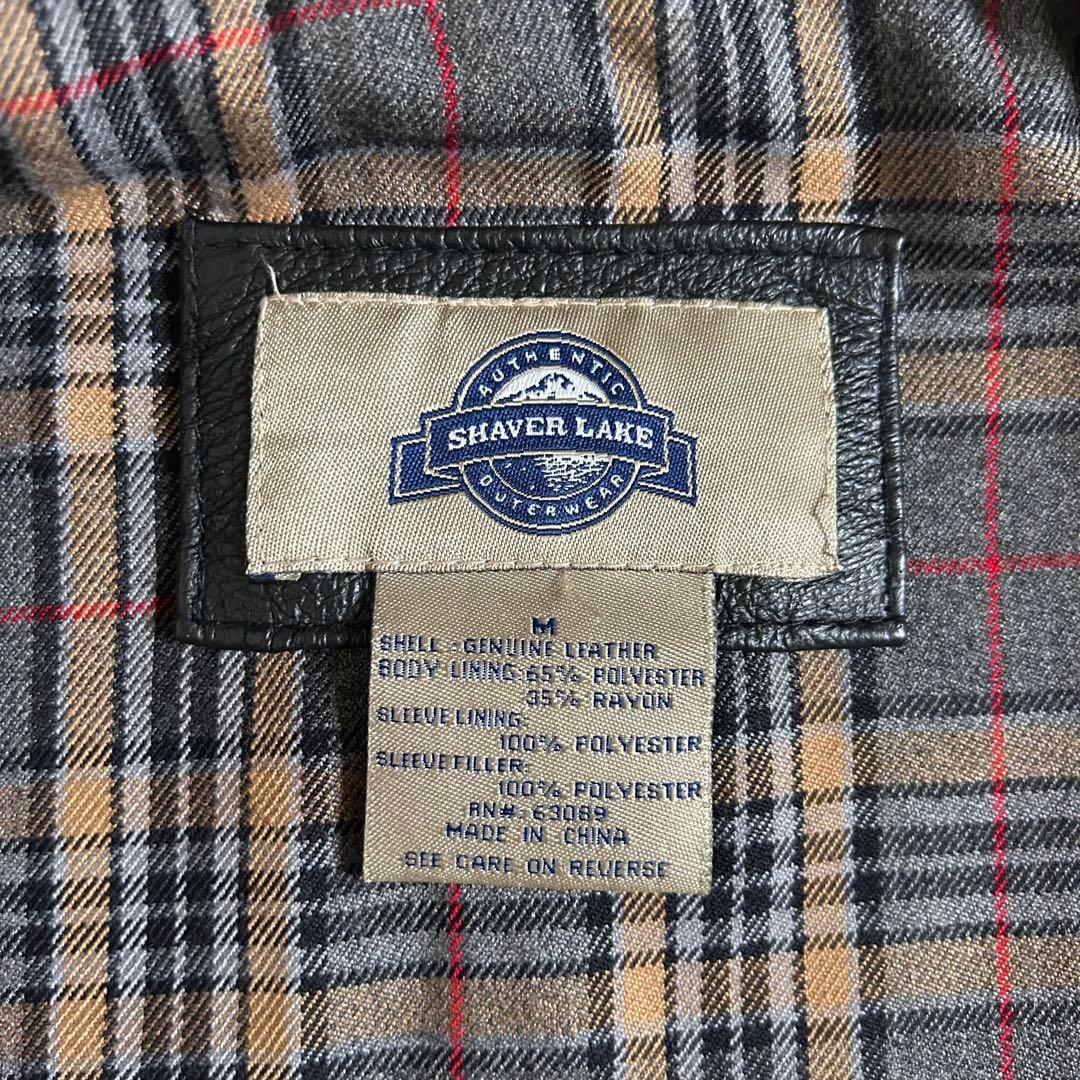 AUTHENTIC
SHAVER LAKE
OUTERWEAR
M
SHELL :GENUINE LEATHER
BODY LINING:65% POLYESTER
35% RAYON
SLEEVE LINING:
100% POLYESTER
SLEEVE FILLER:
100% POLYESTER
RN#:63089
MADE IN CHINA
SEE CARE ON REVERSE